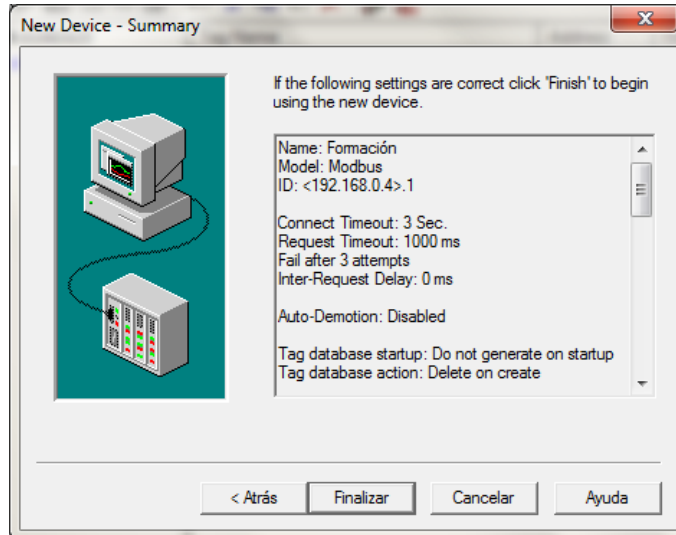 New Device - Summary
If the following settings are correct click 'Finish' to begin
using the new device.
Name: Formación
Model: Modbus
ID: <192.168.0.4>.1
Connect Timeout: 3 Sec.
Request Timeout: 1000 ms
Fail after 3 attempts
Inter-Request Delay: 0 ms
Auto-Demotion: Disabled
Tag database startup: Do not generate on startup
Tag database action: Delete on create
< Atrás
Finalizar
Cancelar
Ayuda